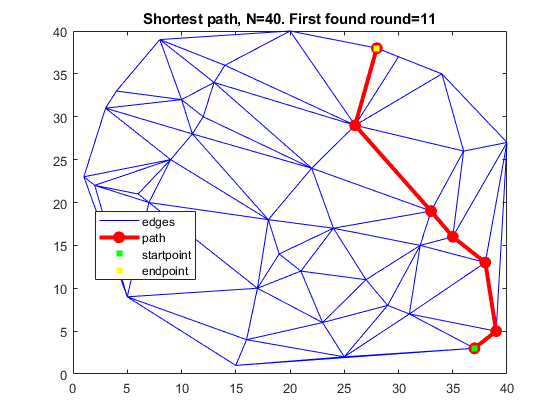 Shortest path, N=40. First found round=11
40
35
30
25
20
15
10
5
0
edges
path
startpoint
endpoint
0 5 10 15 20 25 30 35 40